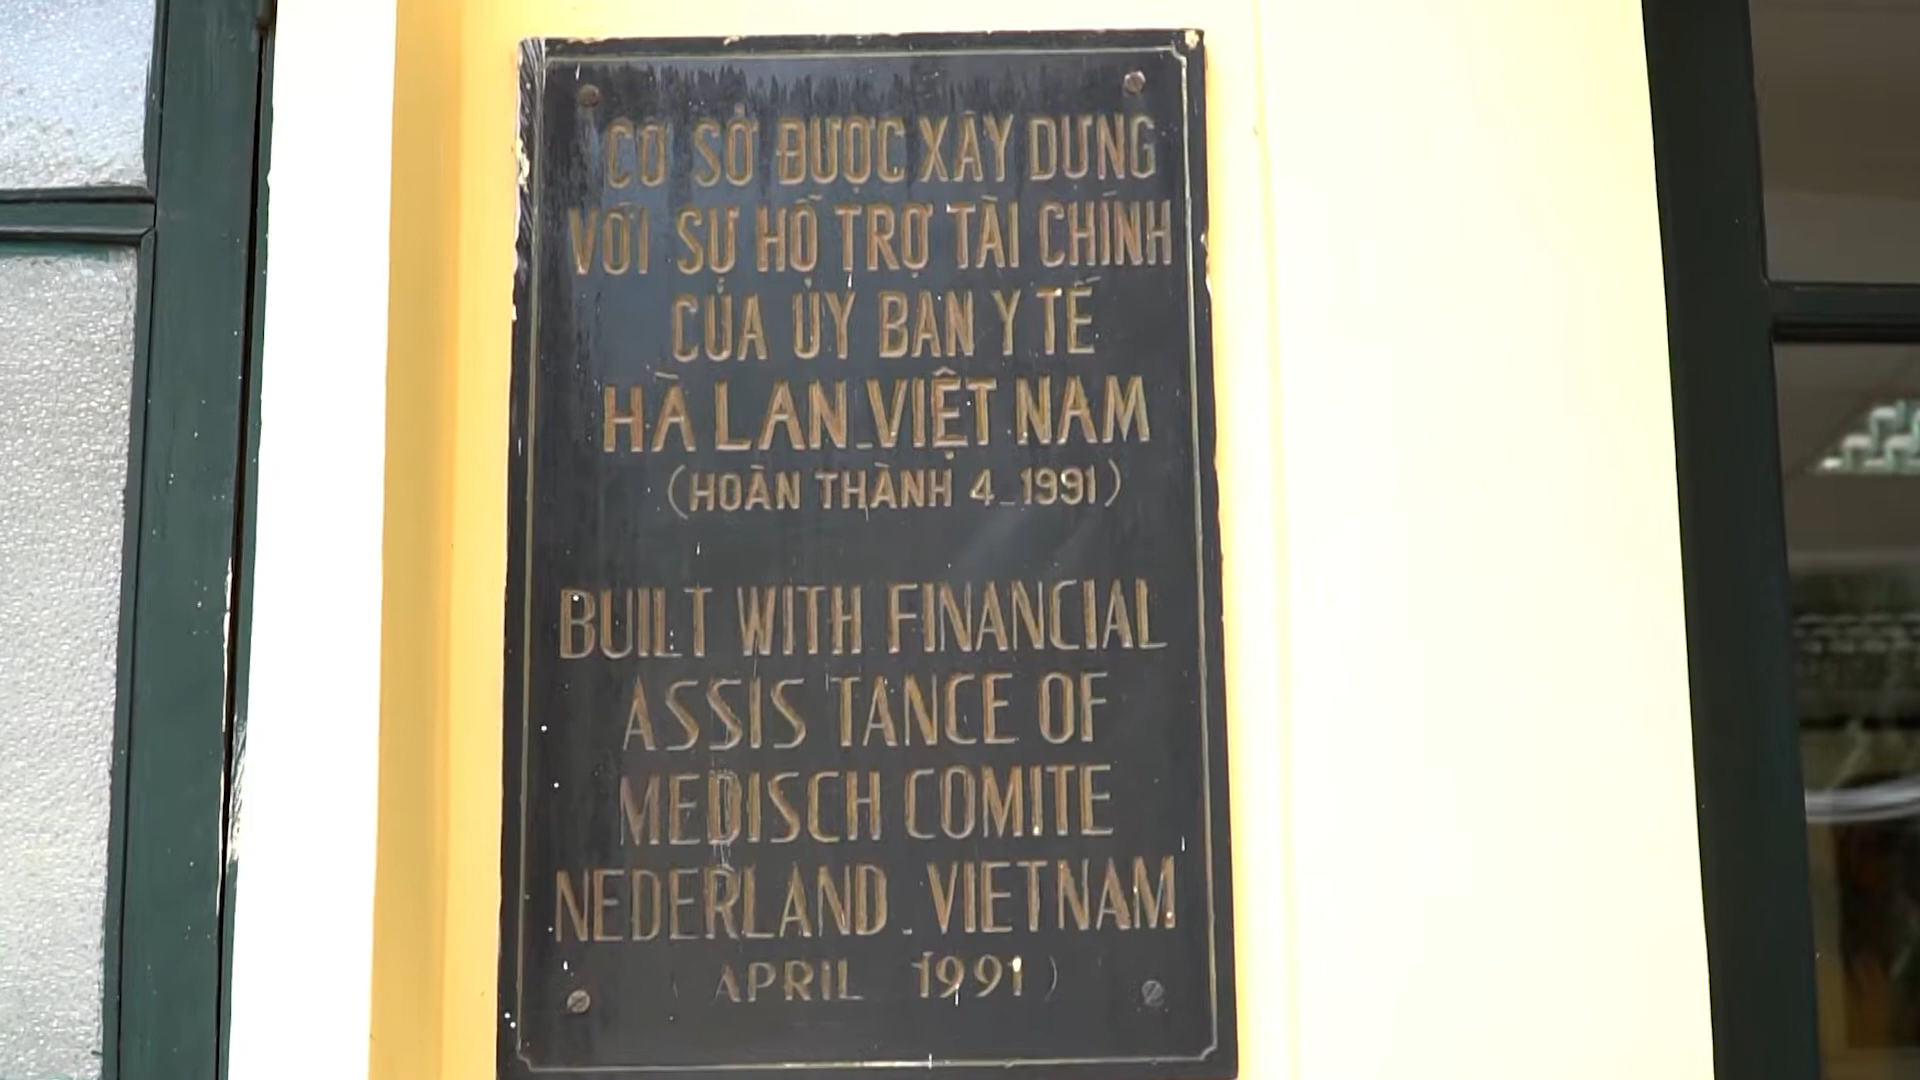 CƠ SỞ ĐƯỢC XÂY DỰNG
VỚI SỰ HỖ TRỢ TÀI CHÍNH
CỦA ỦY BAN Y TẾ
HÀ LAN_VIỆT NAM
(HOÀN THÀNH 4_1991)
BUILT WITH FINANCIAL
ASSIS TANCE OF
MEDISCH COMITE
NEDERLAND_VIETNAM
( APRIL 1991 )